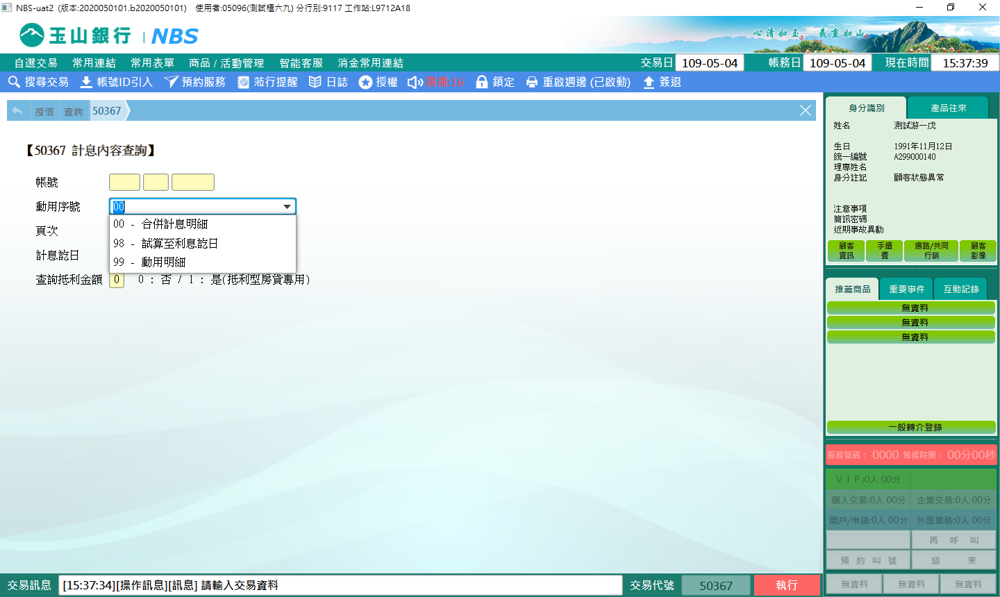 NBS-uat2 (版本:2020050101.b2020050101) 使用者:05096(測試櫃六九) 分行別:9117 工作站:L9712A18
玉山銀行 NBS
心清如玉。義重如山。
自選交易 常用連結 常用表單 商品 / 活動管理 智能客服 消金常用連結 交易日 109-05-04 帳務日 109-05-04 現在時間 15:37:39
搜尋交易 帳號ID引入 預約服務 蒞行提醒 日誌 授權 廣播:16 鎖定 重啟週邊 (已啟動) 簽退
授信 查詢 50367
【50367 計息內容查詢】
帳號
動用序號 00
00 - 合併計息明細
頁次
98 - 試算至利息訖日
計息訖日
99 - 動用明細
查詢抵利金額 0 0 : 否 / 1 : 是(抵利型房貸專用)
身分識別 產品往來
姓名 測試游一戊
生日 1991年11月12日
統一編號 A299000140
理專姓名
身分註記 顧客狀態異常
注意事項
簡訊密碼
近期事故異動
顧客資訊 手續費 通路/共同行銷 顧客影像
推薦商品 重要事件 互動記錄
無資料
無資料
無資料
一般轉介登錄
服務號碼: 0000 等候時間: 00分00秒
VIP:0人 00分
個人交易:0人 00分 企業交易:0人 00分
開戶/申請:0人 00分 外匯業務:0人 00分
再 呼 叫
預 約 叫 號 結 束
無資料 無資料 無資料
交易訊息 [15:37:34][操作訊息][訊息] 請輸入交易資料 交易代號 50367 執行